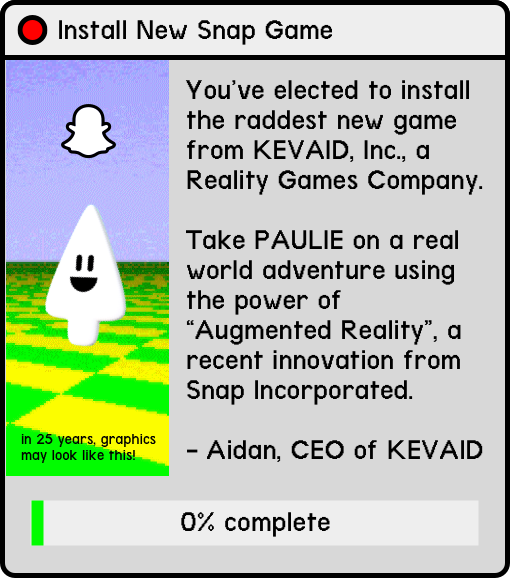 Install New Snap Game
You’ve elected to install
the raddest new game
from KEVAID, Inc., a
Reality Games Company.
Take PAULIE on a real
world adventure using
the power of
“Augmented Reality”, a
recent innovation from
Snap Incorporated.
– Aidan, CEO of KEVAID
in 25 years, graphics
may look like this!
0% complete